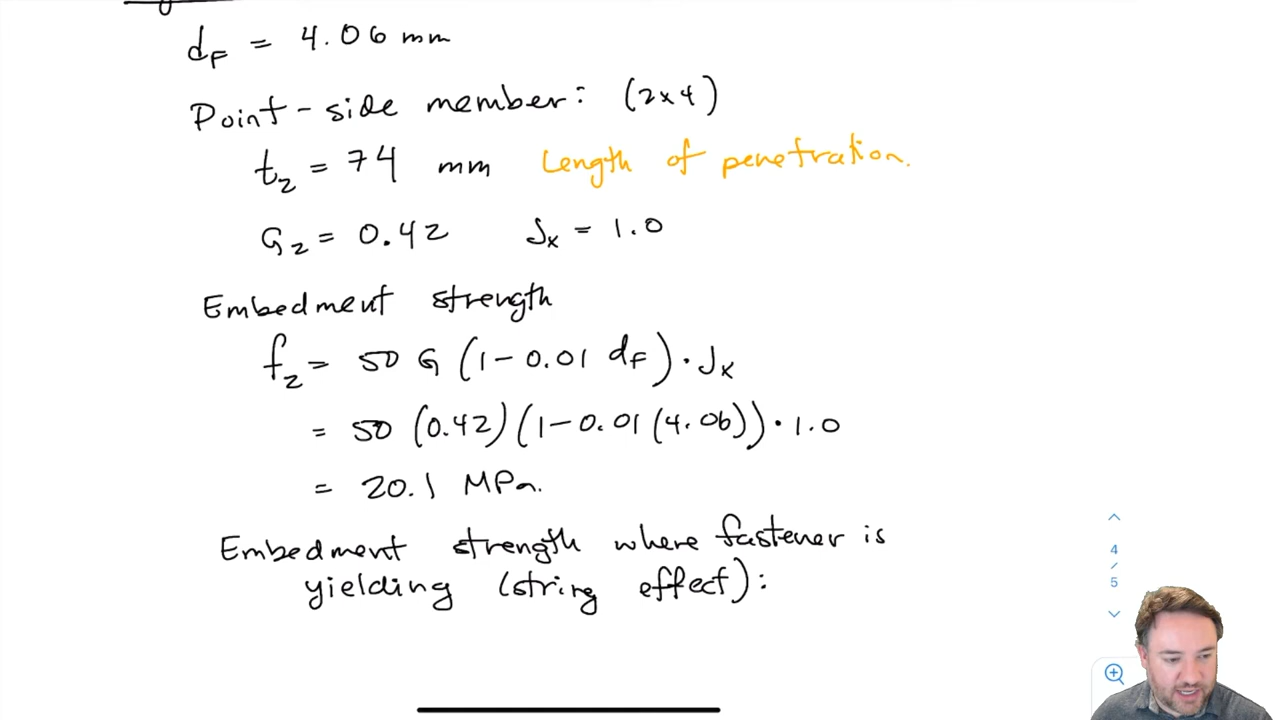 d_F = 4.06 mm
Point-side member: (2x4)
t_2 = 74 mm Length of penetration.
G_2 = 0.42 J_x = 1.0
Embedment strength
f_2 = 50 G (1 - 0.01 d_F) · J_x
= 50 (0.42) (1 - 0.01 (4.06)) · 1.0
= 20.1 MPa.
Embedment strength where fastener is
yielding (string effect):
4
/
5